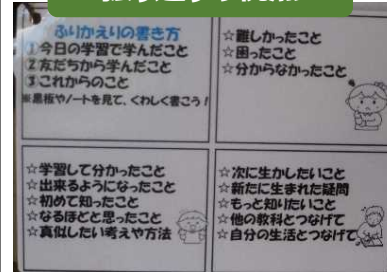 ふりかえりの書き方
①今日の学習で学んだこと
②友だちから学んだこと
③これからのこと
※黒板やノートを見て、くわしく書こう！
☆難しかったこと
☆困ったこと
☆分からなかったこと
☆学習して分かったこと
☆出来るようになったこと
☆初めて知ったこと
☆なるほどと思ったこと
☆真似したい考えや方法
☆次に生かしたいこと
☆新たに生まれた疑問
☆もっと知りたいこと
☆他の教科とつなげて
☆自分の生活とつなげて